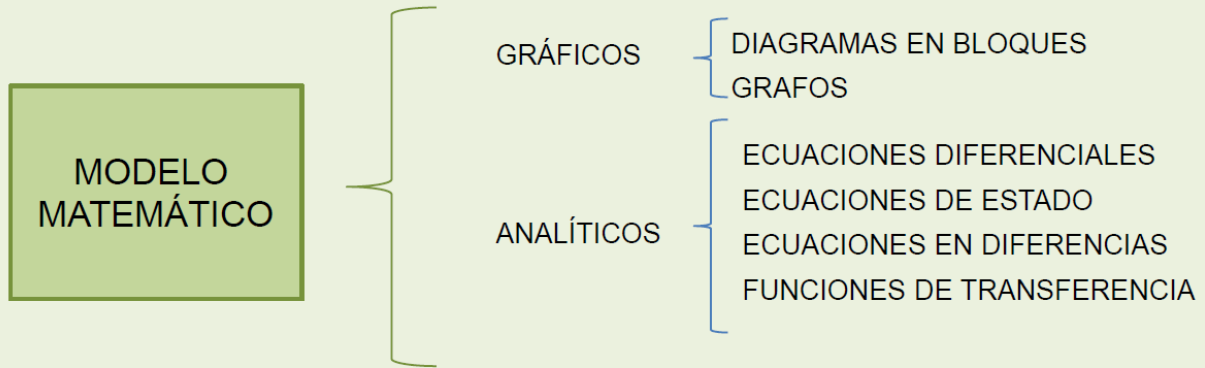 MODELO
MATEMÁTICO
GRÁFICOS
DIAGRAMAS EN BLOQUES
GRAFOS
ANALÍTICOS
ECUACIONES DIFERENCIALES
ECUACIONES DE ESTADO
ECUACIONES EN DIFERENCIAS
FUNCIONES DE TRANSFERENCIA